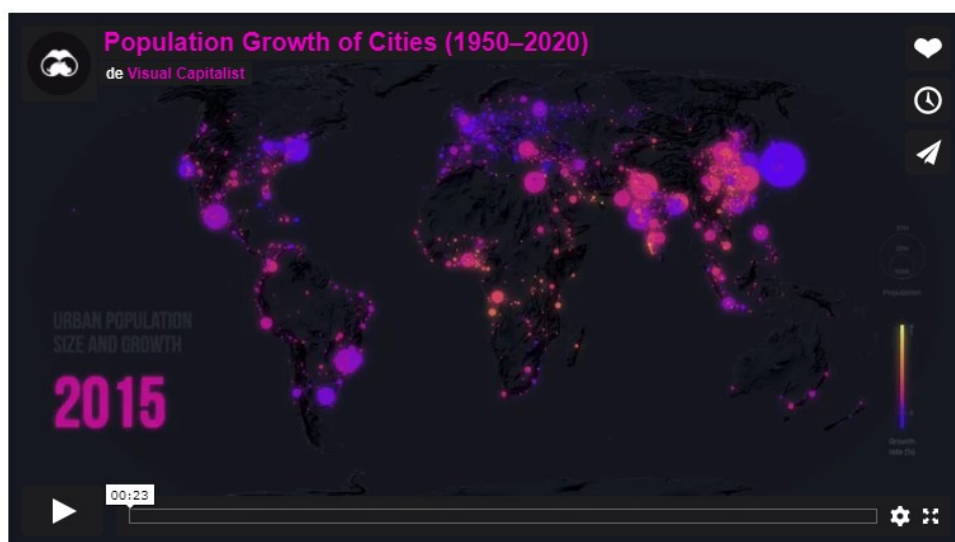 Population Growth of Cities (1950–2020)
de Visual Capitalist
URBAN POPULATION
SIZE AND GROWTH
2015
Population
Growth
rate (%)
00:23